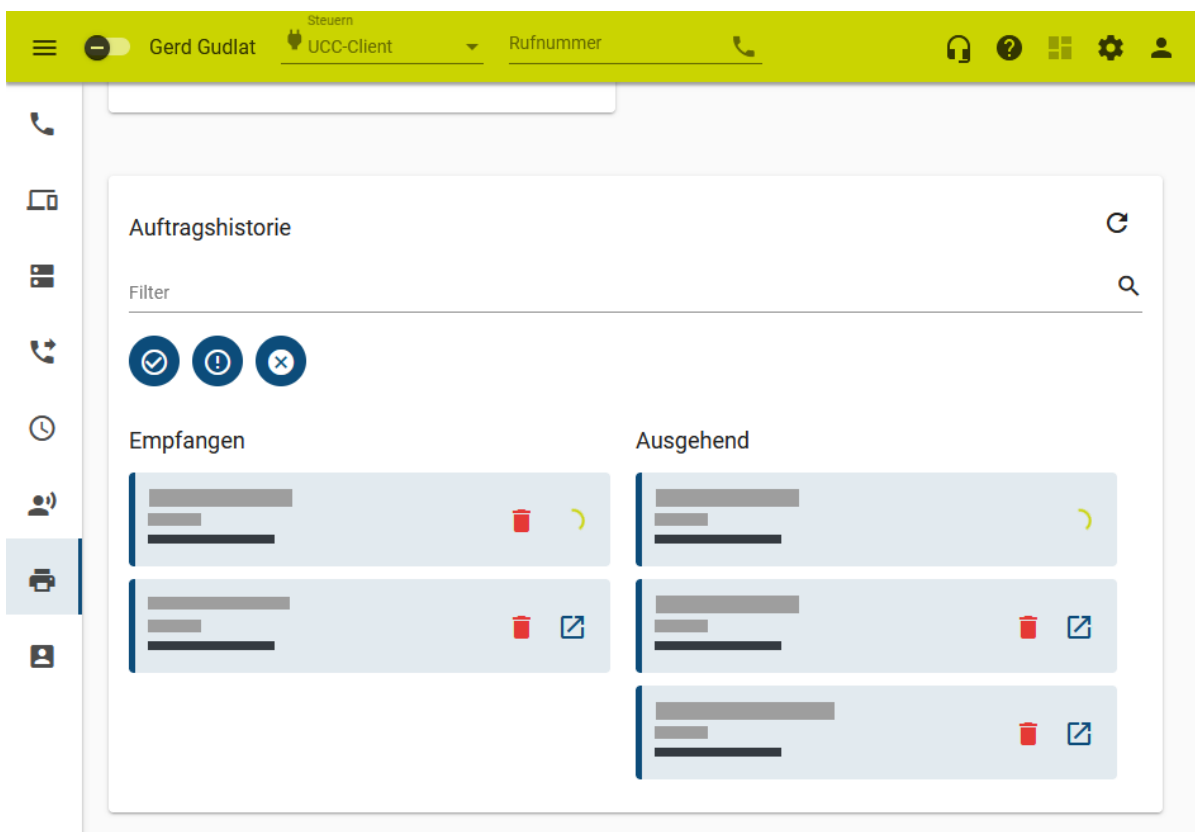 Steuern
Gerd Gudlat
UCC-Client
Rufnummer
Auftragshistorie
Filter
Empfangen
Ausgehend